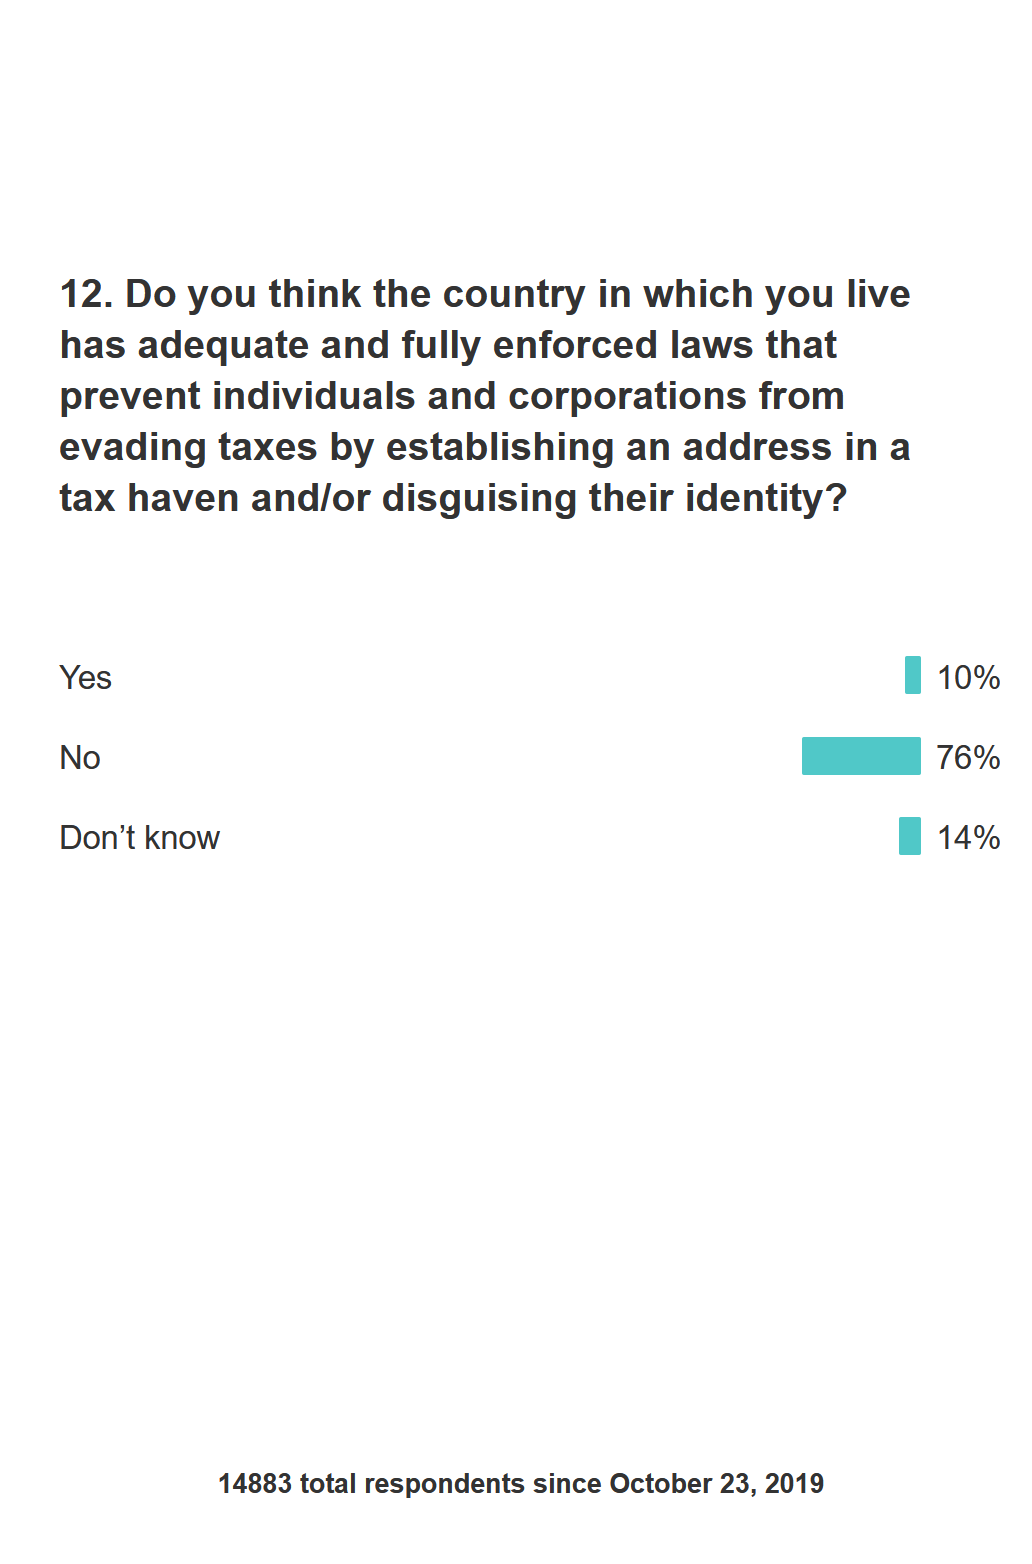 12. Do you think the country in which you live
has adequate and fully enforced laws that
prevent individuals and corporations from
evading taxes by establishing an address in a
tax haven and/or disguising their identity?
Yes 10%
No 76%
Don’t know 14%
14883 total respondents since October 23, 2019